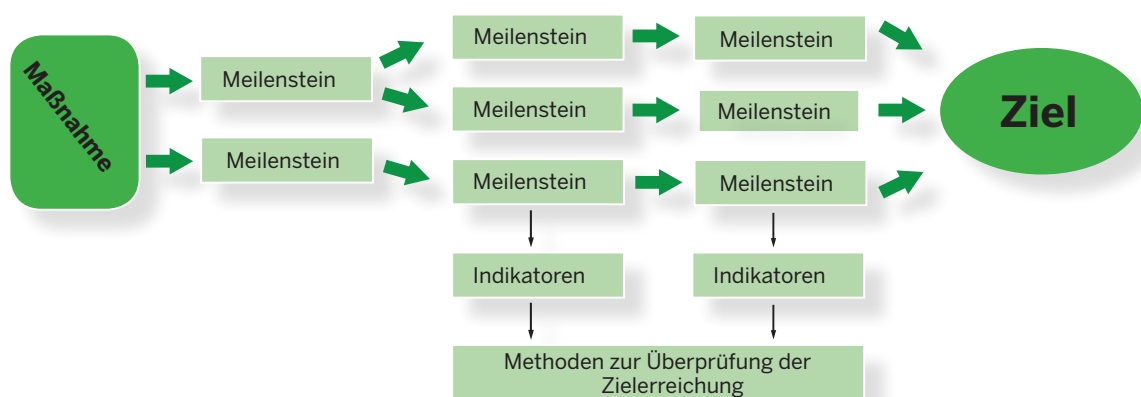 Maßnahme
Meilenstein
Meilenstein
Meilenstein
Meilenstein
Meilenstein
Meilenstein
Meilenstein
Meilenstein
Ziel
Indikatoren
Indikatoren
Methoden zur Überprüfung der
Zielerreichung